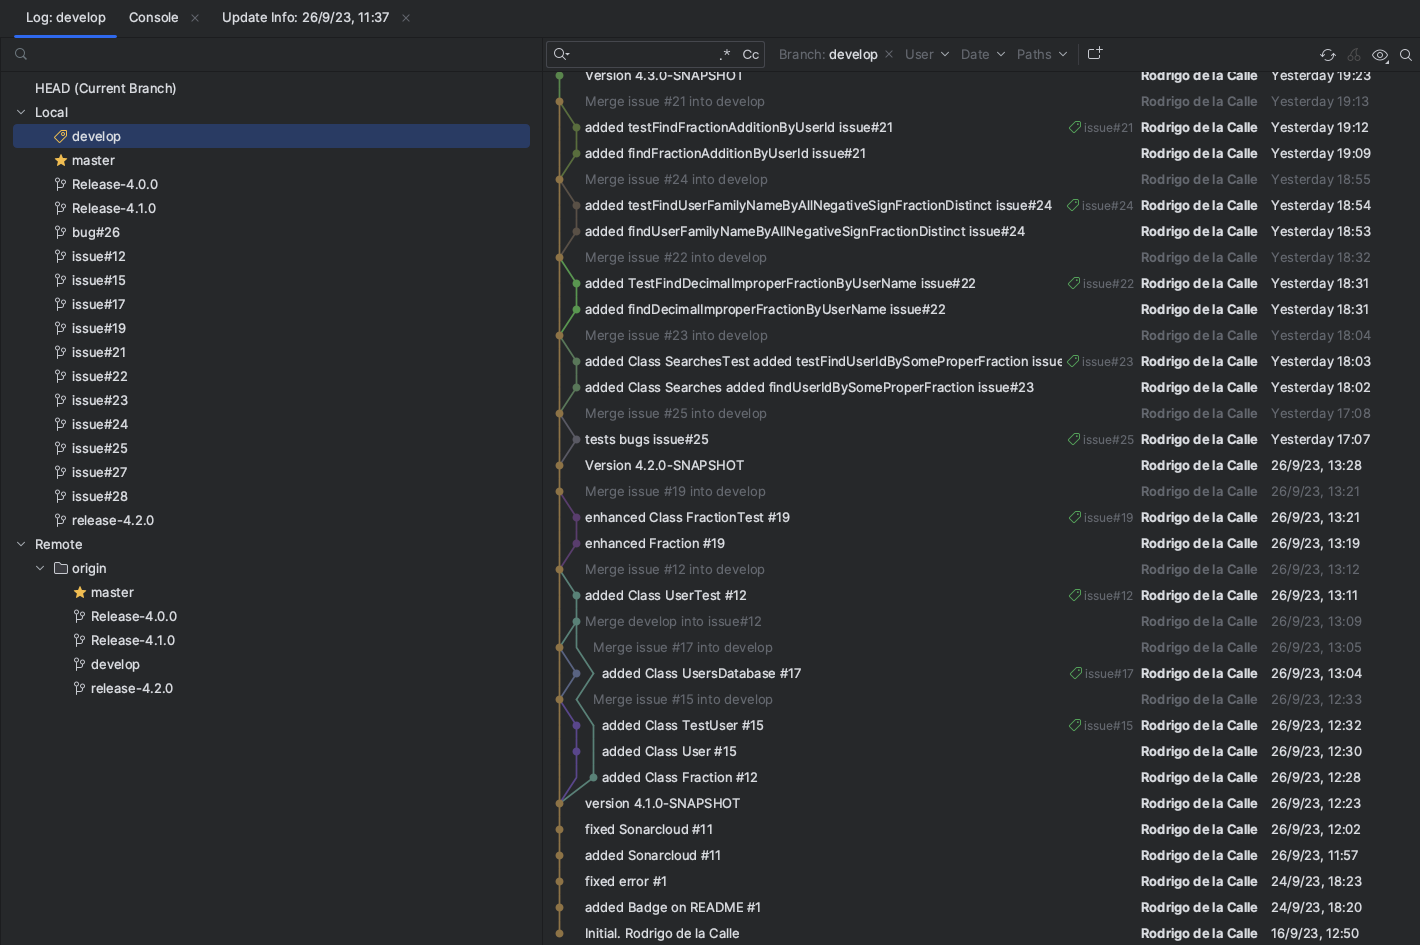 Log: develop
Console
Update Info: 26/9/23, 11:37
.*
Cc
Branch: develop
User
Date
Paths
HEAD (Current Branch)
Local
develop
master
Release-4.0.0
Release-4.1.0
bug#26
issue#12
issue#15
issue#17
issue#19
issue#21
issue#22
issue#23
issue#24
issue#25
issue#27
issue#28
release-4.2.0
Remote
origin
master
Release-4.0.0
Release-4.1.0
develop
release-4.2.0
Version 4.3.0-SNAPSHOT Rodrigo de la Calle Yesterday 19:23
Merge issue #21 into develop Rodrigo de la Calle Yesterday 19:13
added testFindFractionAdditionByUserId issue#21 issue#21 Rodrigo de la Calle Yesterday 19:12
added findFractionAdditionByUserId issue#21 Rodrigo de la Calle Yesterday 19:09
Merge issue #24 into develop Rodrigo de la Calle Yesterday 18:55
added testFindUserFamilyNameByAllNegativeSignFractionDistinct issue#24 issue#24 Rodrigo de la Calle Yesterday 18:54
added findUserFamilyNameByAllNegativeSignFractionDistinct issue#24 Rodrigo de la Calle Yesterday 18:53
Merge issue #22 into develop Rodrigo de la Calle Yesterday 18:32
added TestFindDecimalImproperFractionByUserName issue#22 issue#22 Rodrigo de la Calle Yesterday 18:31
added findDecimalImproperFractionByUserName issue#22 Rodrigo de la Calle Yesterday 18:31
Merge issue #23 into develop Rodrigo de la Calle Yesterday 18:04
added Class SearchesTest added testFindUserIdBySomeProperFraction issue issue#23 Rodrigo de la Calle Yesterday 18:03
added Class Searches added findUserIdBySomeProperFraction issue#23 Rodrigo de la Calle Yesterday 18:02
Merge issue #25 into develop Rodrigo de la Calle Yesterday 17:08
tests bugs issue#25 issue#25 Rodrigo de la Calle Yesterday 17:07
Version 4.2.0-SNAPSHOT Rodrigo de la Calle 26/9/23, 13:28
Merge issue #19 into develop Rodrigo de la Calle 26/9/23, 13:21
enhanced Class FractionTest #19 issue#19 Rodrigo de la Calle 26/9/23, 13:21
enhanced Fraction #19 Rodrigo de la Calle 26/9/23, 13:19
Merge issue #12 into develop Rodrigo de la Calle 26/9/23, 13:12
added Class UserTest #12 issue#12 Rodrigo de la Calle 26/9/23, 13:11
Merge develop into issue#12 Rodrigo de la Calle 26/9/23, 13:09
Merge issue #17 into develop Rodrigo de la Calle 26/9/23, 13:05
added Class UsersDatabase #17 issue#17 Rodrigo de la Calle 26/9/23, 13:04
Merge issue #15 into develop Rodrigo de la Calle 26/9/23, 12:33
added Class TestUser #15 issue#15 Rodrigo de la Calle 26/9/23, 12:32
added Class User #15 Rodrigo de la Calle 26/9/23, 12:30
added Class Fraction #12 Rodrigo de la Calle 26/9/23, 12:28
version 4.1.0-SNAPSHOT Rodrigo de la Calle 26/9/23, 12:23
fixed Sonarcloud #11 Rodrigo de la Calle 26/9/23, 12:02
added Sonarcloud #11 Rodrigo de la Calle 26/9/23, 11:57
fixed error #1 Rodrigo de la Calle 24/9/23, 18:23
added Badge on README #1 Rodrigo de la Calle 24/9/23, 18:20
Initial. Rodrigo de la Calle Rodrigo de la Calle 16/9/23, 12:50